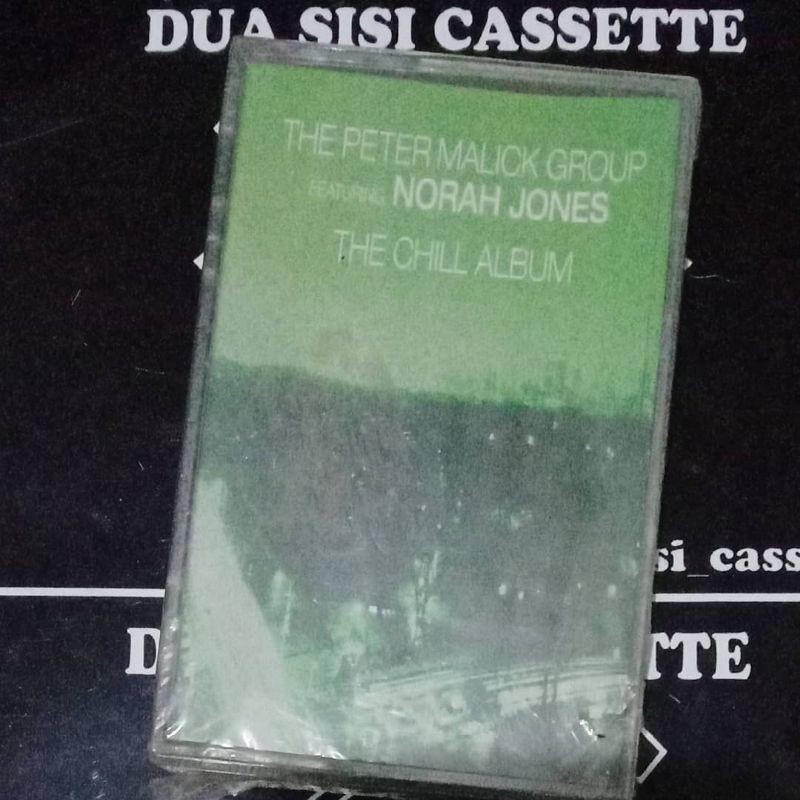 DUA SISI CASSETTE
THE PETER MALICK GROUP
FEATURING NORAH JONES
THE CHILL ALBUM
si_cass
D TTE